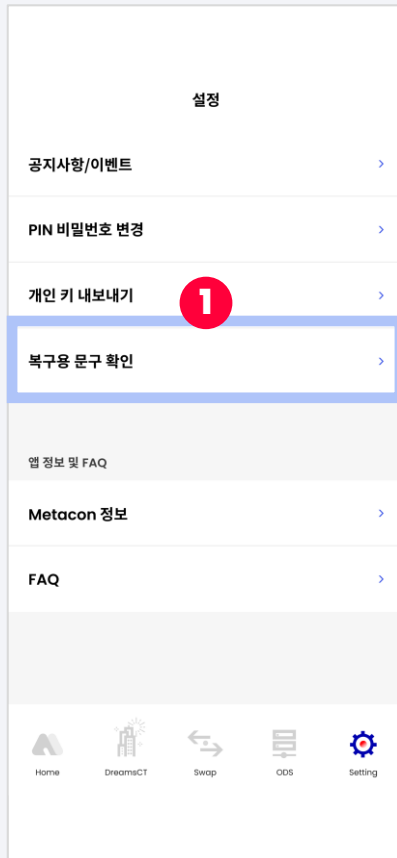 설정
공지사항/이벤트
PIN 비밀번호 변경
개인 키 내보내기
1
복구용 문구 확인
앱 정보 및 FAQ
Metacon 정보
FAQ
Home DreamsCT Swap ODS Setting